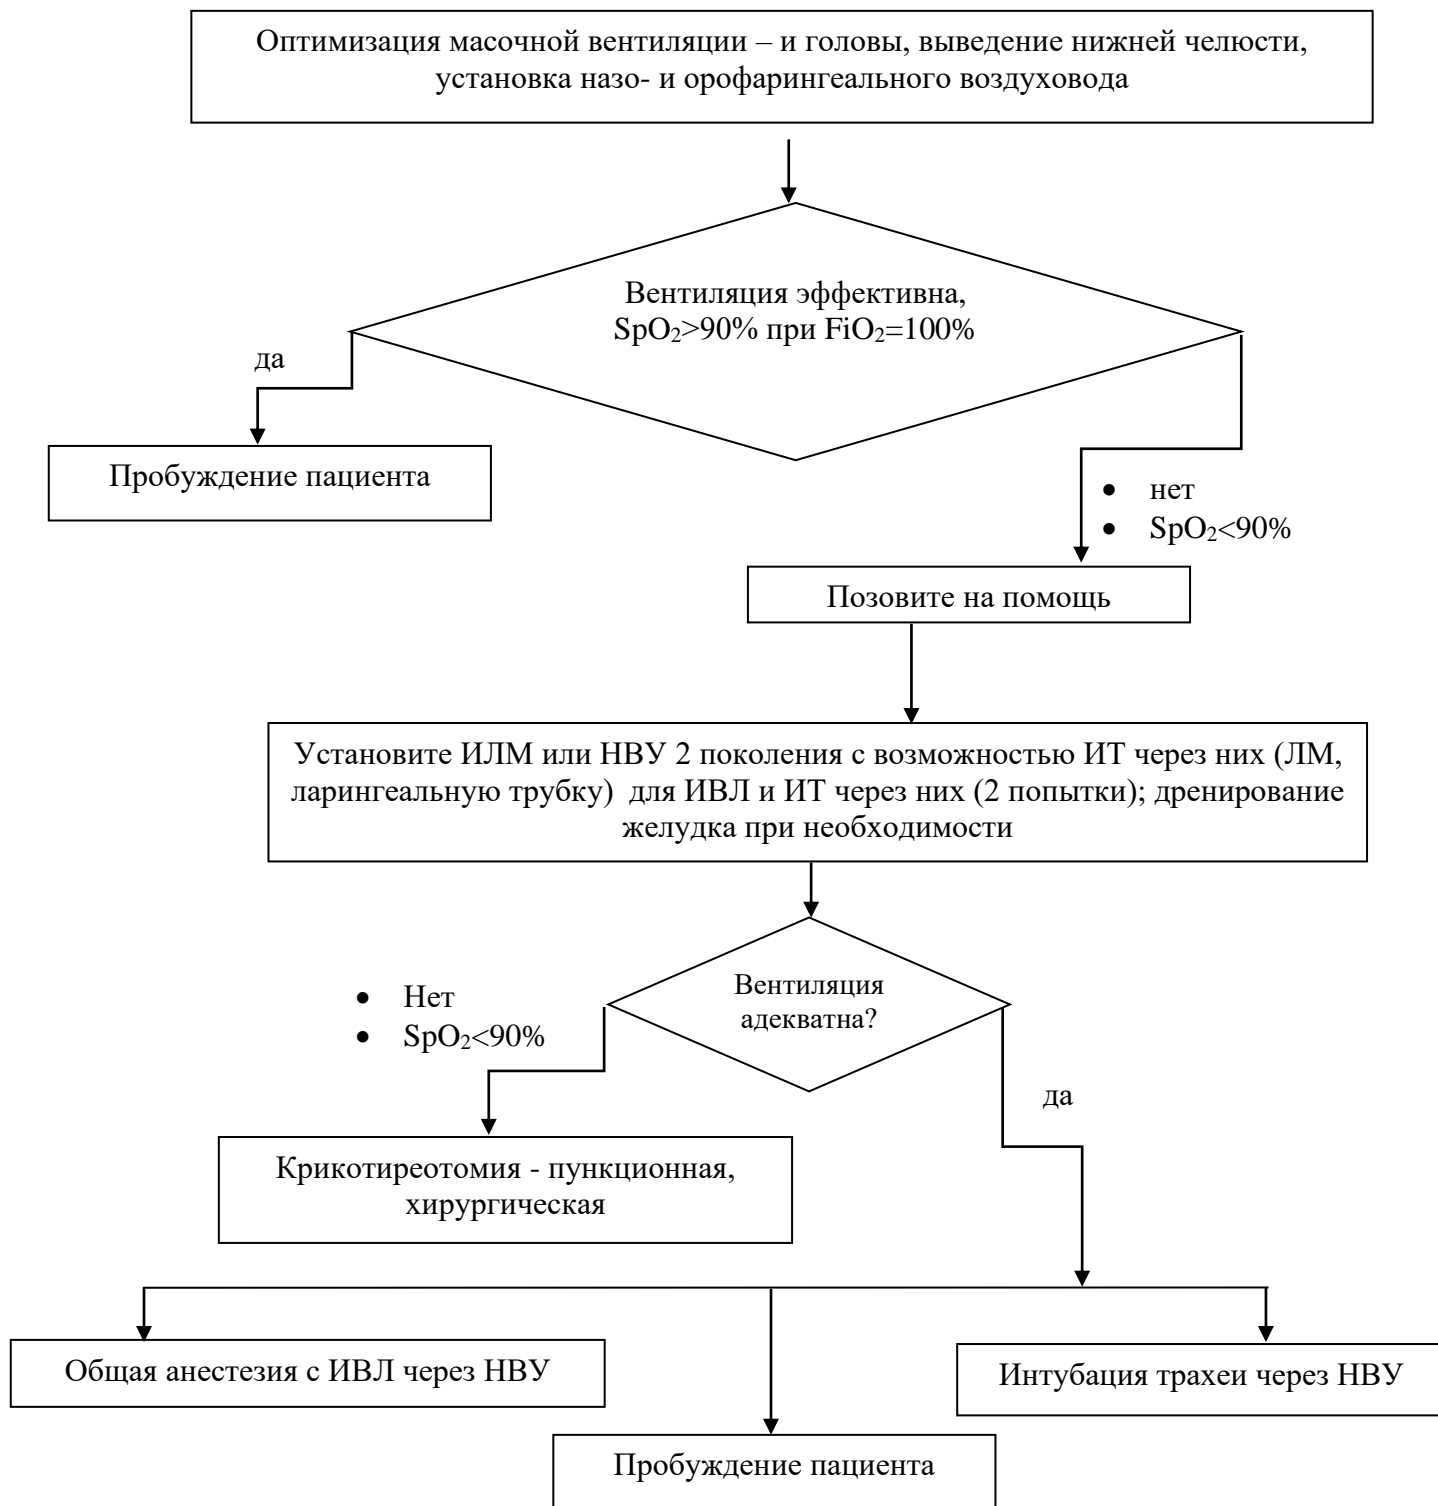 Оптимизация масочной вентиляции – и головы, выведение нижней челюсти,
установка назо- и орофарингеального воздуховода
Вентиляция эффективна,
SpO₂>90% при FiO₂=100%
да
Пробуждение пациента
• нет
• SpO₂<90%
Позовите на помощь
Установите ИЛМ или НВУ 2 поколения с возможностью ИТ через них (ЛМ,
ларингеальную трубку) для ИВЛ и ИТ через них (2 попытки); дренирование
желудка при необходимости
Вентиляция
адекватна?
• Нет
• SpO₂<90%
да
Крикотиреотомия - пункционная,
хирургическая
Общая анестезия с ИВЛ через НВУ
Интубация трахеи через НВУ
Пробуждение пациента